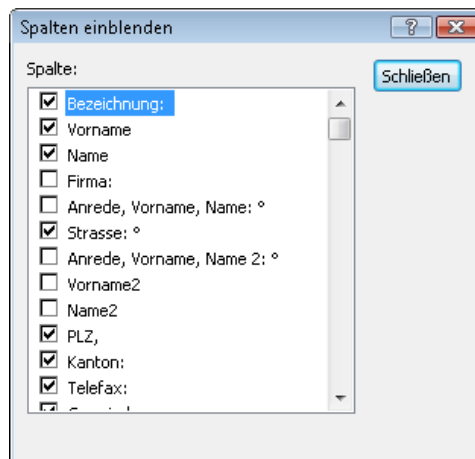 Spalten einblenden
Spalte:
Schließen
Bezeichnung:
Vorname
Name
Firma:
Anrede, Vorname, Name: °
Strasse: °
Anrede, Vorname, Name 2: °
Vorname2
Name2
PLZ,
Kanton:
Telefax: